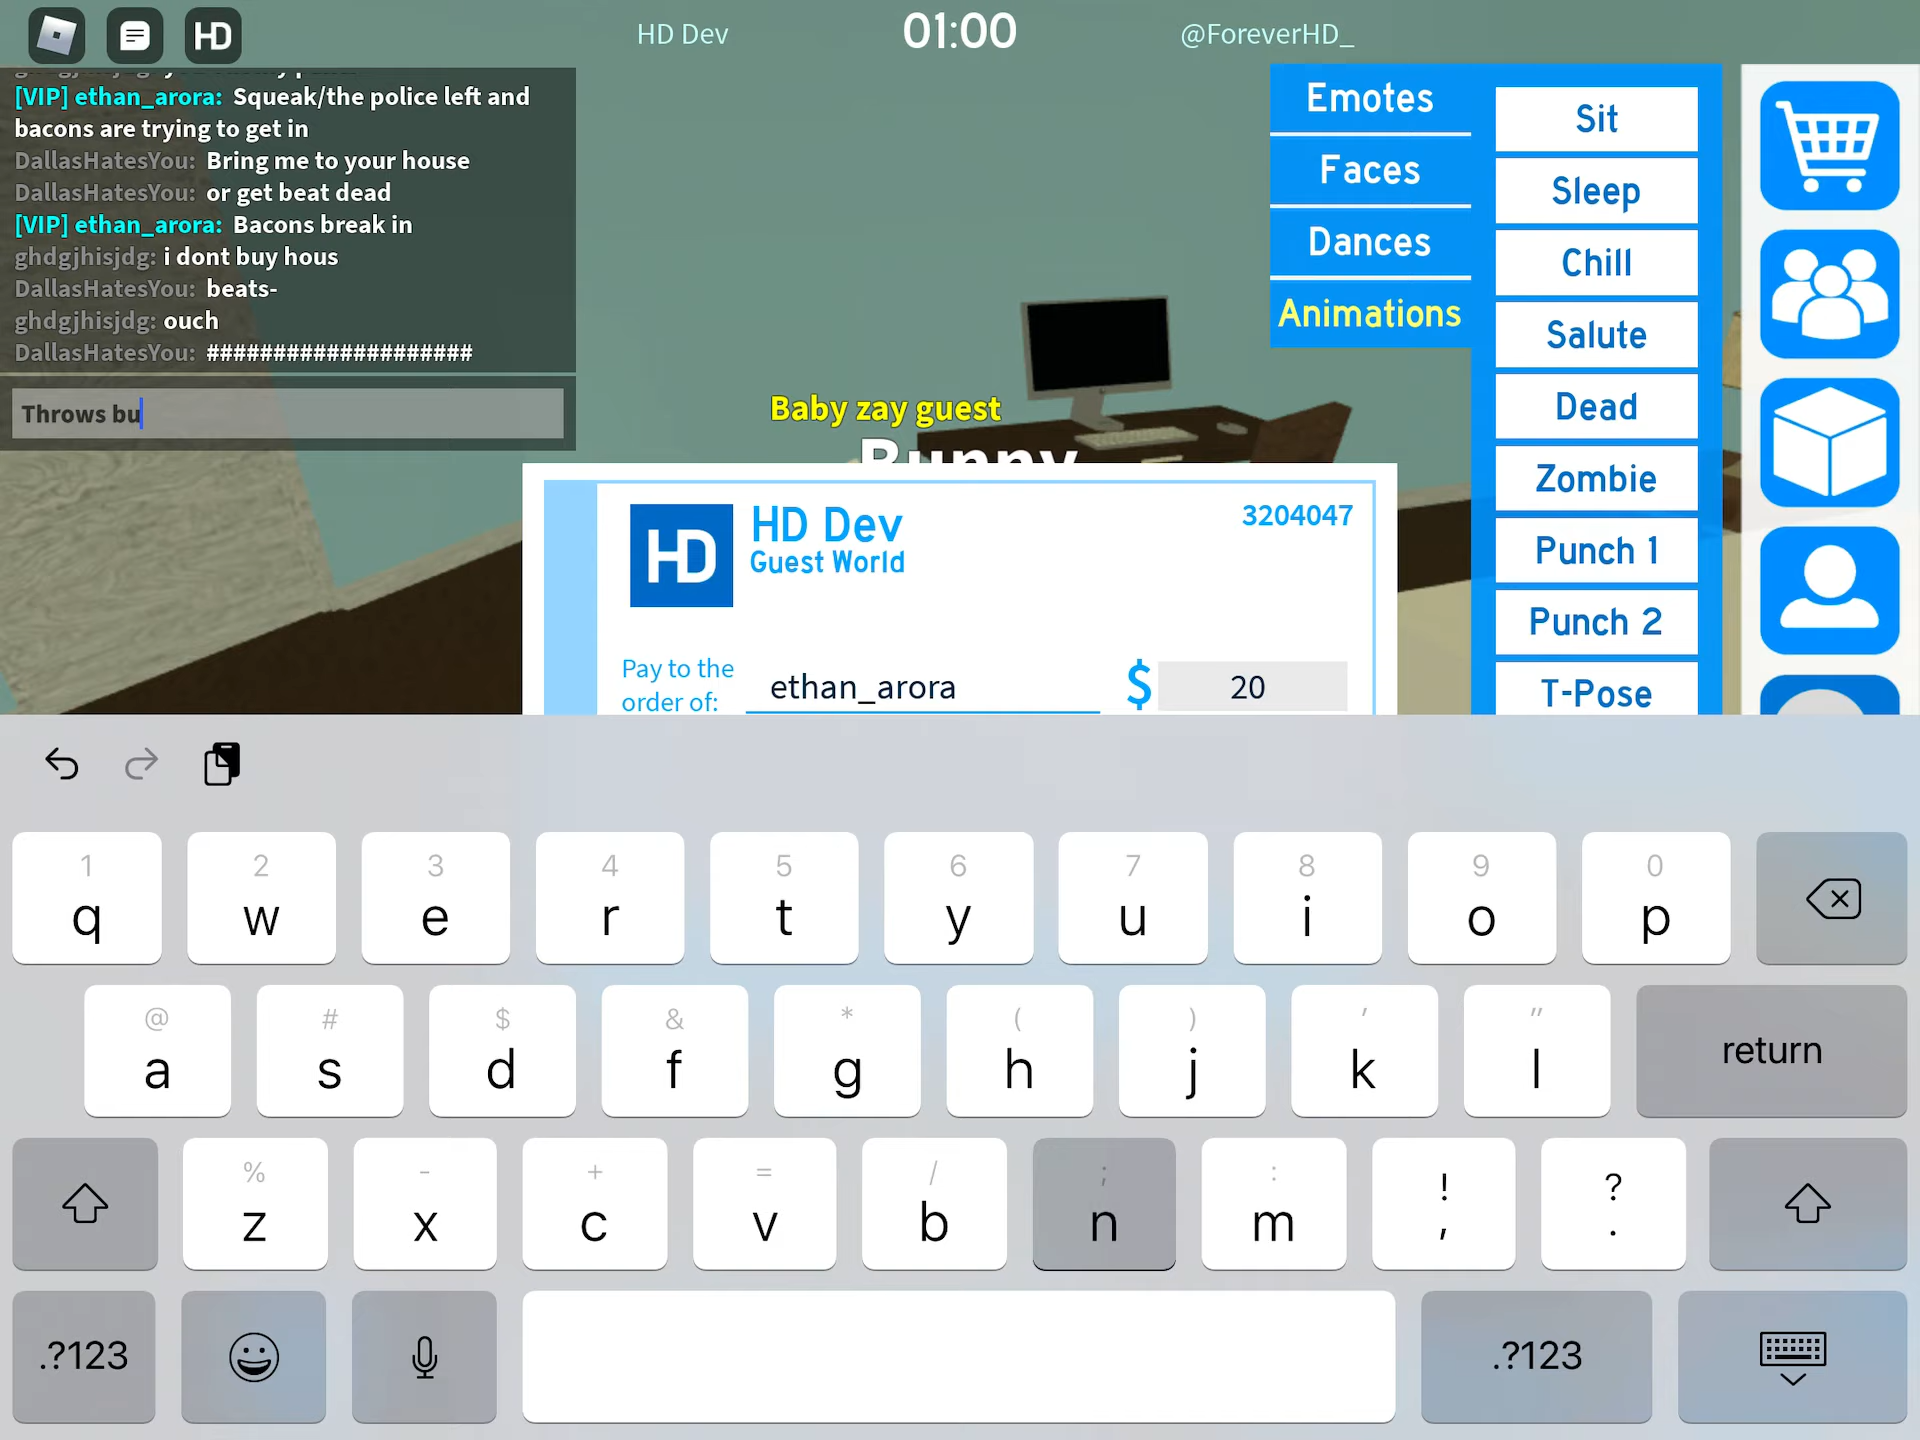 HD
HD Dev
01:00
@ForeverHD_
[VIP] ethan_arora: Squeak/the police left and
bacons are trying to get in
DallasHatesYou: Bring me to your house
DallasHatesYou: or get beat dead
[VIP] ethan_arora: Bacons break in
ghdgjhisjdg: i dont buy hous
DallasHatesYou: beats-
ghdgjhisjdg: ouch
DallasHatesYou: ####################
Throws bu
Emotes
Faces
Dances
Animations
Sit
Sleep
Chill
Salute
Dead
Zombie
Punch 1
Punch 2
T-Pose
Baby zay guest
Bunny
HD
HD Dev
Guest World
3204047
Pay to the
order of:
ethan_arora
$ 20
1 2 3 4 5 6 7 8 9 0
q w e r t y u i o p
@ # $ & * ( ) ' "
a s d f g h j k l return
% - + = / ; : ! ?
z x c v b n m , .
.?123 .?123